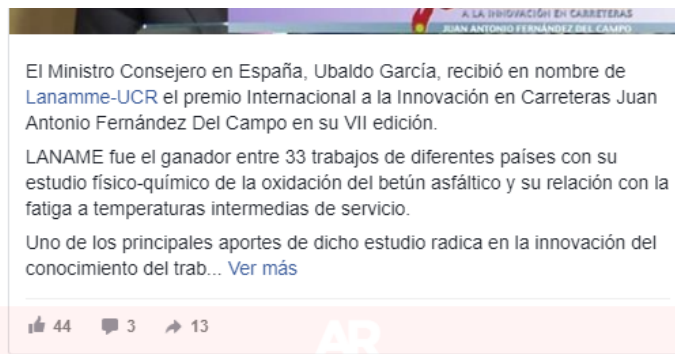 A LA INNOVACIÓN EN CARRETERAS
JUAN ANTONIO FERNÁNDEZ DEL CAMPO
El Ministro Consejero en España, Ubaldo García, recibió en nombre de
Lanamme-UCR el premio Internacional a la Innovación en Carreteras Juan
Antonio Fernández Del Campo en su VII edición.
LANAME fue el ganador entre 33 trabajos de diferentes países con su
estudio físico-químico de la oxidación del betún asfáltico y su relación con la
fatiga a temperaturas intermedias de servicio.
Uno de los principales aportes de dicho estudio radica en la innovación del
conocimiento del trab... Ver más
44 3 13
AR